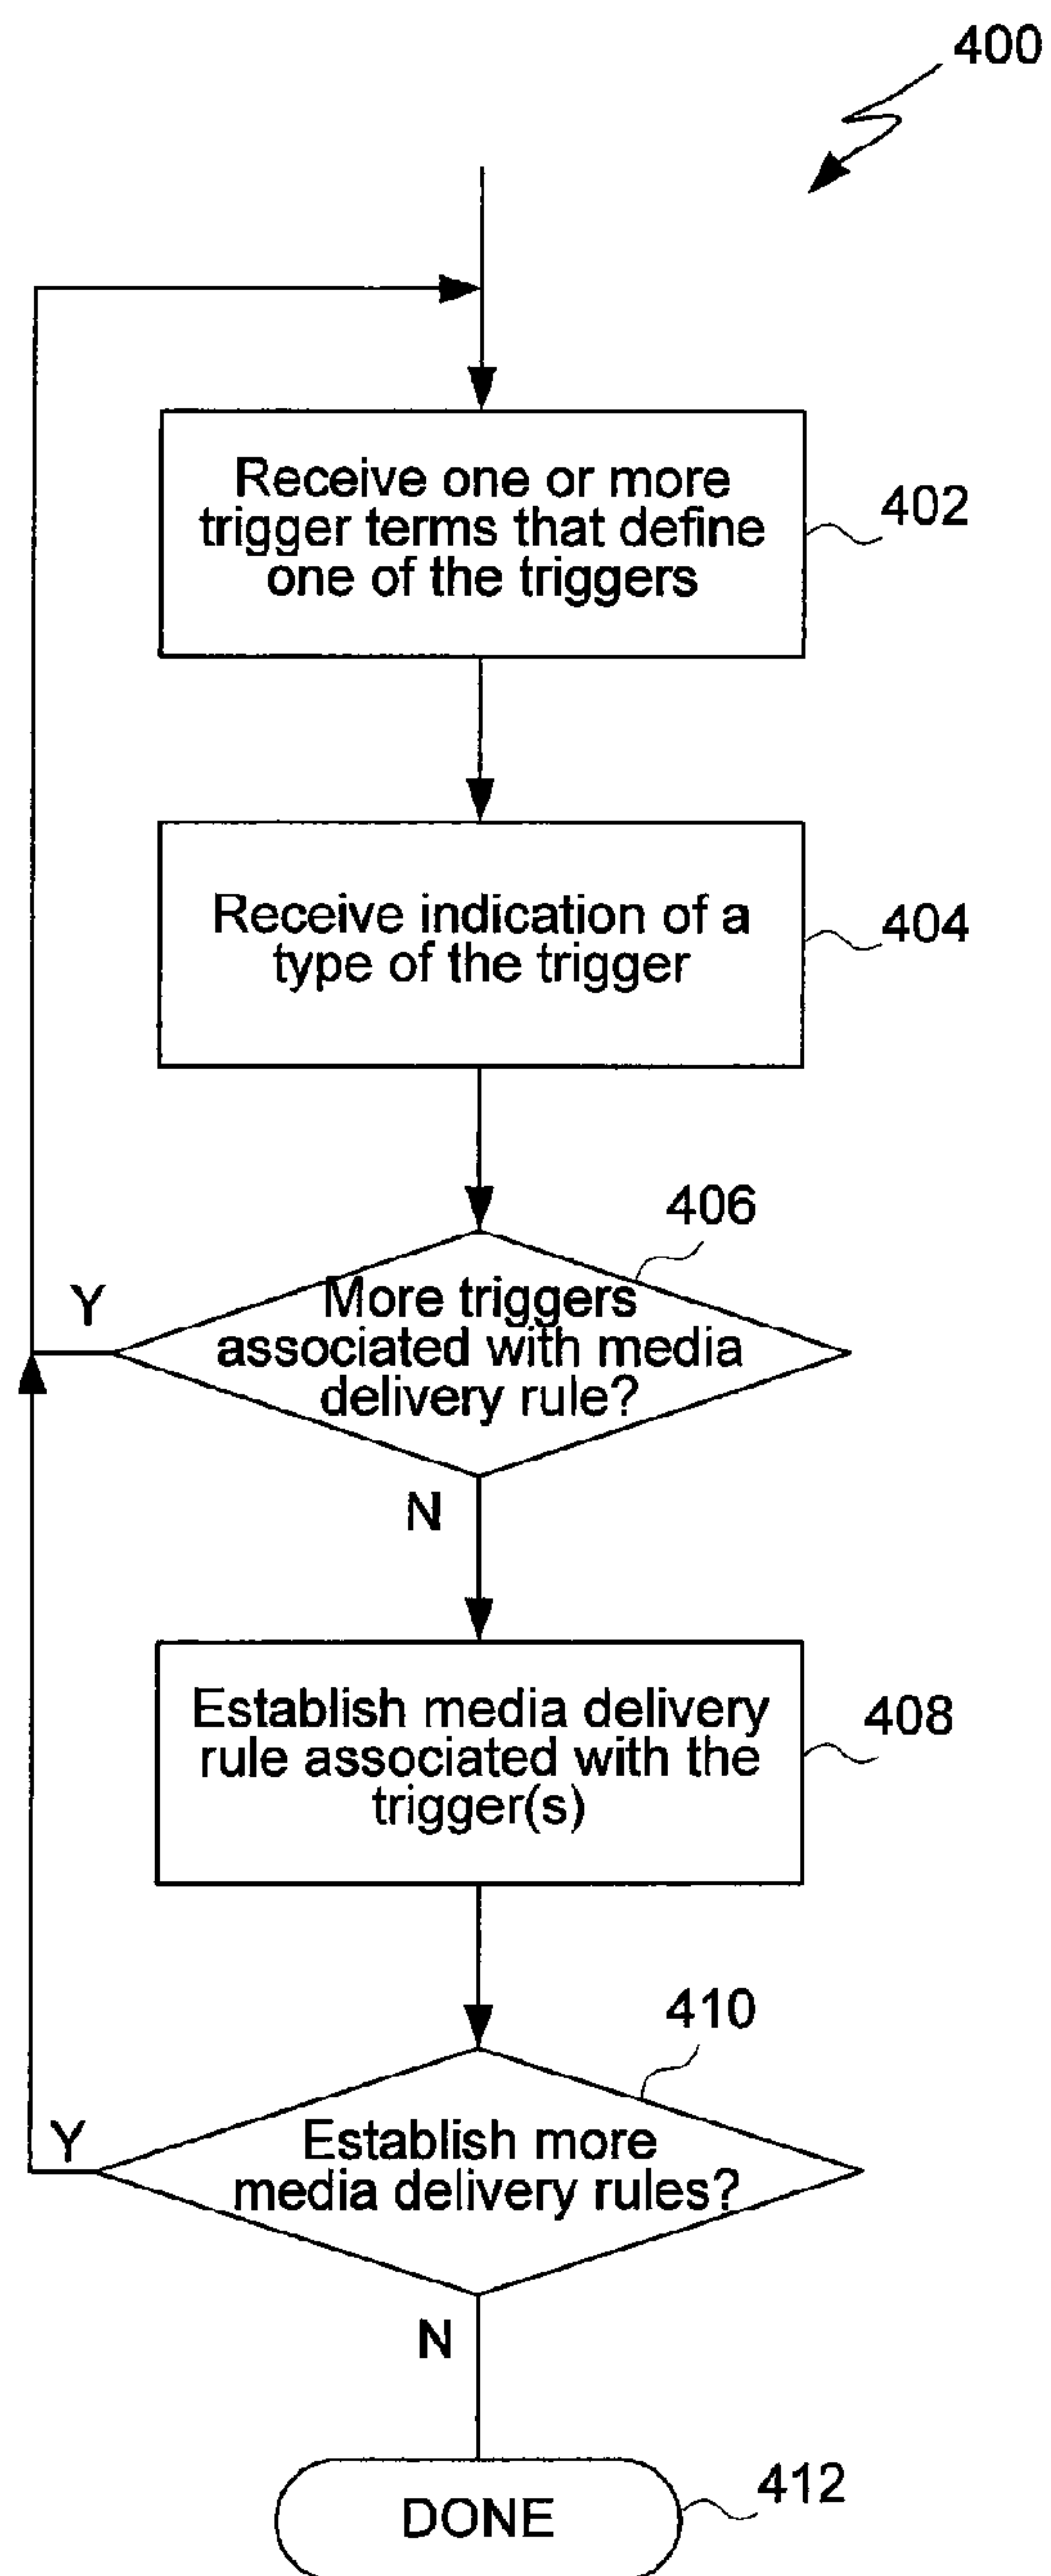 400
Receive one or more
trigger terms that define
one of the triggers
402
Receive indication of a
type of the trigger
404
406
More triggers
associated with media
delivery rule?
Y
N
Establish media delivery
rule associated with the
trigger(s)
408
410
Establish more
media delivery rules?
Y
N
DONE
412